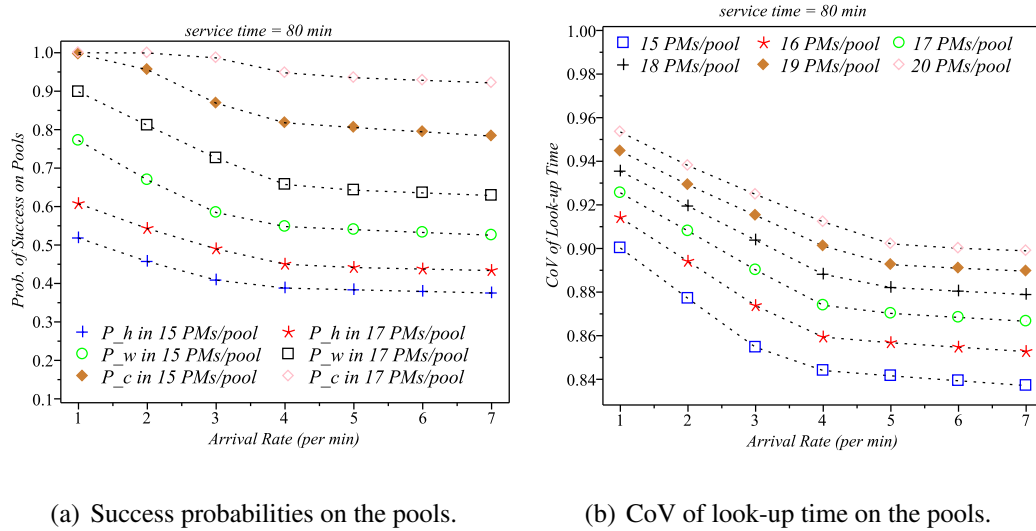 service time = 80 min
1.0
0.9
0.8
0.7
0.6
0.5
0.4
0.3
0.2
0.1
Prob. of Success on Pools
P_h in 15 PMs/pool
P_h in 17 PMs/pool
P_w in 15 PMs/pool
P_w in 17 PMs/pool
P_c in 15 PMs/pool
P_c in 17 PMs/pool
1 2 3 4 5 6 7
Arrival Rate (per min)
(a) Success probabilities on the pools.
service time = 80 min
1.00
0.98
0.96
0.94
0.92
0.90
0.88
0.86
0.84
CoV of Look-up Time
15 PMs/pool 16 PMs/pool 17 PMs/pool
18 PMs/pool 19 PMs/pool 20 PMs/pool
1 2 3 4 5 6 7
Arrival Rate (per min)
(b) CoV of look-up time on the pools.